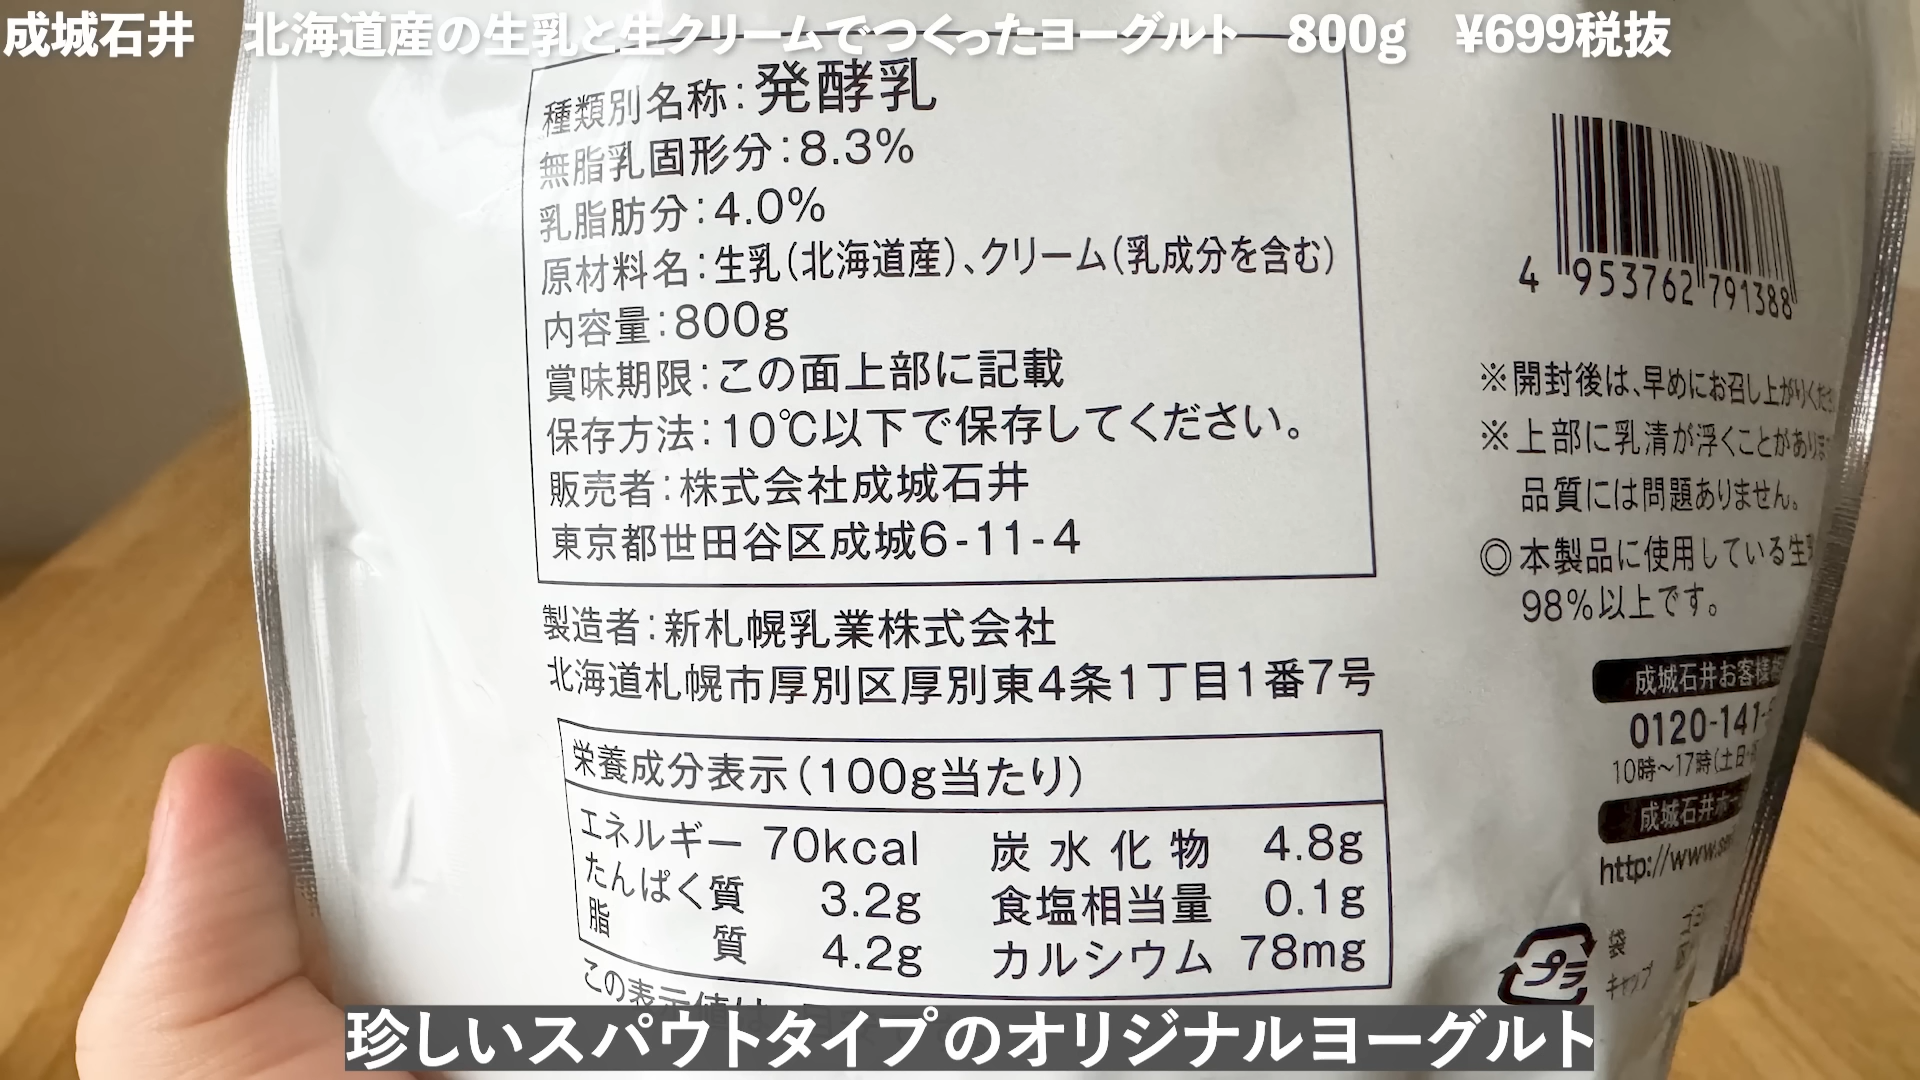 成城石井　北海道産の生乳と生クリームでつくったヨーグルト　800g　¥699税抜
種類別名称:発酵乳
無脂乳固形分:8.3%
乳脂肪分:4.0%
原材料名:生乳(北海道産)、クリーム(乳成分を含む)
内容量:800g
賞味期限:この面上部に記載
保存方法:10℃以下で保存してください。
販売者:株式会社成城石井
東京都世田谷区成城6-11-4
製造者:新札幌乳業株式会社
北海道札幌市厚別区厚別東4条1丁目1番7号
栄養成分表示(100g当たり)
エネルギー 70kcal 炭水化物 4.8g
たんぱく質 3.2g 食塩相当量 0.1g
脂質 4.2g カルシウム 78mg
この表示値は
4 953762 791388
※開封後は、早めにお召し上がりくだ
※上部に乳清が浮くことがあり
品質には問題ありません。
◎本製品に使用している生
98%以上です。
成城石井お客様
0120-141-
10時~17時(土日
成城石井ホー
http://www.se
プラ
袋
キャップ
珍しいスパウトタイプのオリジナルヨーグルト